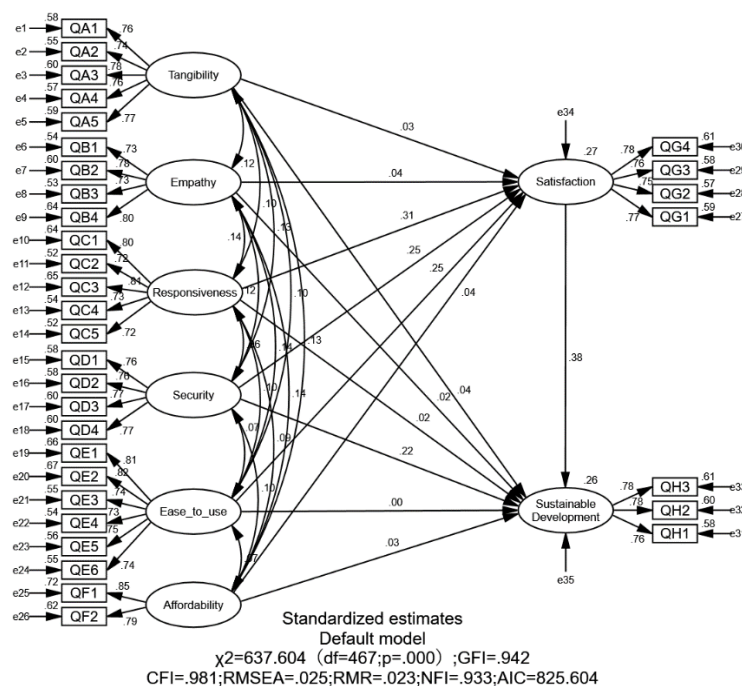 .58
e1 QA1 .76
.55
e2 QA2 .74
.60
e3 QA3 .78
.57
e4 QA4 .76
.59
e5 QA5 .77
Tangibility
.54
e6 QB1 .73
.60
e7 QB2 .78
.53
e8 QB3 .73
.64
e9 QB4 .80
Empathy
.64
e10 QC1 .80
.52
e11 QC2 .72
.65
e12 QC3 .81
.54
e13 QC4 .73
.52
e14 QC5 .72
Responsiveness
.58
e15 QD1 .76
.58
e16 QD2 .76
.60
e17 QD3 .77
.60
e18 QD4 .77
Security
.66
e19 QE1 .81
.67
e20 QE2 .82
.55
e21 QE3 .74
.54
e22 QE4 .73
.56
e23 QE5 .75
.55
e24 QE6 .74
Ease_to_use
.72
e25 QF1 .85
.62
e26 QF2 .79
Affordability
.12
.10
.13
.10
.13
.14
.12
.14
.14
.10
.09
.07
.10
.03
.04
.31
.25
.25
.04
.04
.02
.02
.22
.00
.03
e34
.27
Satisfaction
.78 QG4 .61
.76 QG3 .58
.75 QG2 .57
.77 QG1 .59
.38
.26
Sustainable
Development
e35
.78 QH3 .61
.78 QH2 .60
.76 QH1 .58
Standardized estimates
Default model
χ2=637.604（df=467;p=.000）;GFI=.942
CFI=.981;RMSEA=.025;RMR=.023;NFI=.933;AIC=825.604